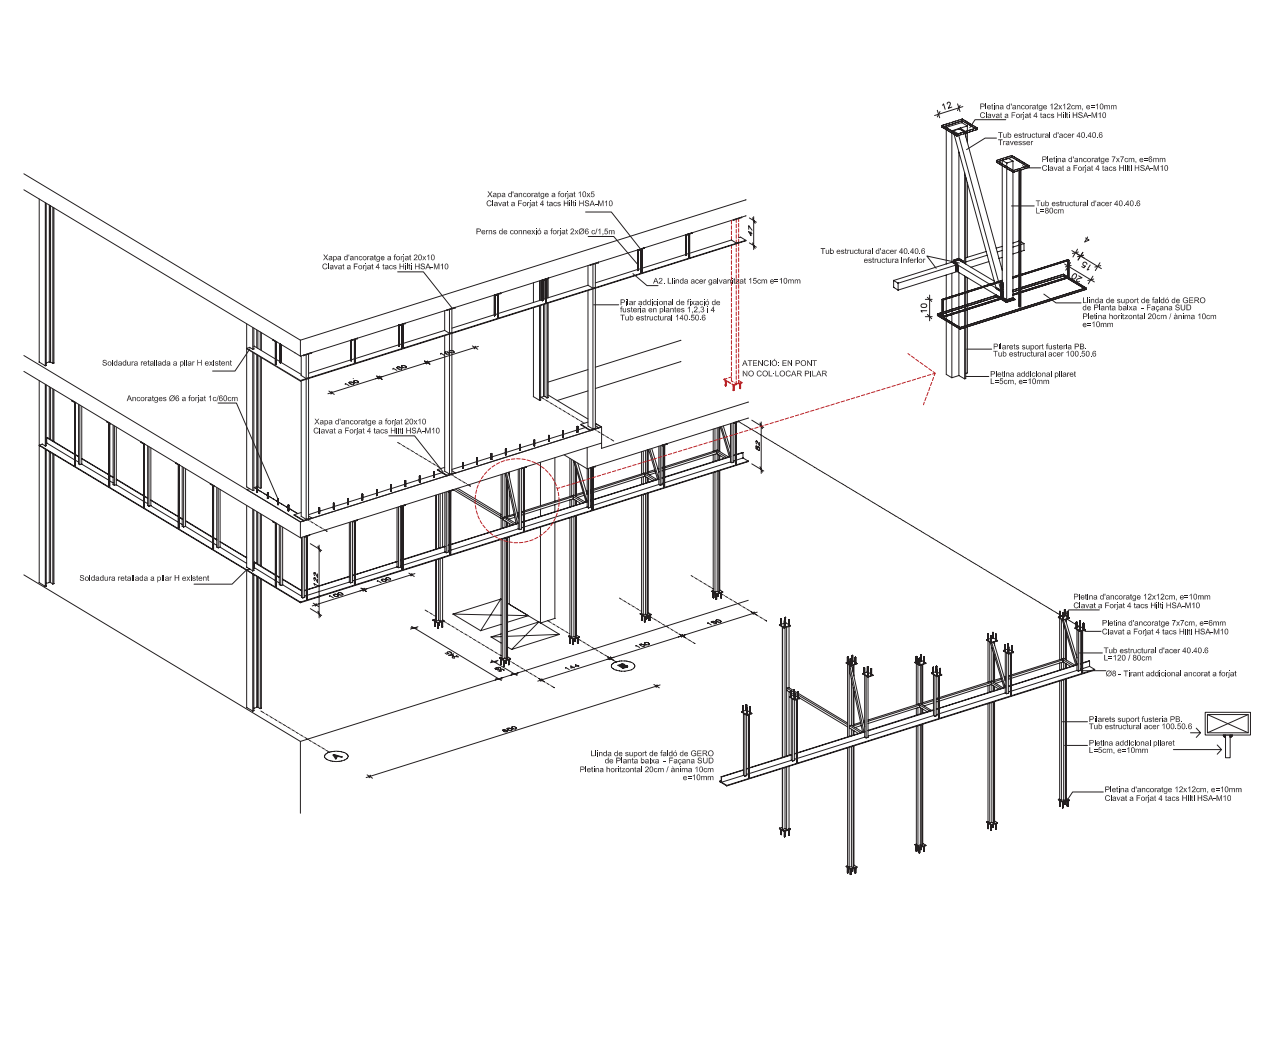 12
Pletina d'ancoratge 12x12cm, e=10mm
Clavat a Forjat 4 tacs Hilti HSA-M10
Tub estructural d'acer 40.40.6
Travesser
Pletina d'ancoratge 7x7cm, e=6mm
Clavat a Forjat 4 tacs Hilti HSA-M10
Tub estructural d'acer 40.40.6
L=80cm
Tub estructural d'acer 40.40.6
estructura Inferior
4
15
20
10
Llinda de suport de faldó de GERO
de Planta baixa - Façana SUD
Pletina horitzontal 20cm / ànima 10cm
e=10mm
Pilarets suport fusteria PB.
Tub estructural acer 100.50.6
Pletina addicional pilaret
L=5cm, e=10mm
Xapa d'ancoratge a forjat 10x5
Clavat a Forjat 4 tacs Hilti HSA-M10
Perns de connexió a forjat 2xØ6 c/1,5m
47
Xapa d'ancoratge a forjat 20x10
Clavat a Forjat 4 tacs Hilti HSA-M10
A2. Llinda acer galvanitzat 15cm e=10mm
Pilar addicional de fixació de
fusteria en plantes 1,2,3 i 4
Tub estructural 140.50.6
Soldadura retallada a pilar H existent
ATENCIÓ: EN PONT
NO COL·LOCAR PILAR
Ancoratges Ø6 a forjat 1c/60cm
Xapa d'ancoratge a forjat 20x10
Clavat a Forjat 4 tacs Hilti HSA-M10
82
Soldadura retallada a pilar H existent
122
144
600
A
B
Pletina d'ancoratge 12x12cm, e=10mm
Clavat a Forjat 4 tacs Hilti HSA-M10
Pletina d'ancoratge 7x7cm, e=6mm
Clavat a Forjat 4 tacs Hilti HSA-M10
Tub estructural d'acer 40.40.6
L=120 / 80cm
Ø8 - Tirant addicional ancorat a forjat
Pilarets suport fusteria PB.
Tub estructural acer 100.50.6
Pletina addicional pilaret
L=5cm, e=10mm
Llinda de suport de faldó de GERO
de Planta baixa - Façana SUD
Pletina horitzontal 20cm / ànima 10cm
e=10mm
Pletina d'ancoratge 12x12cm, e=10mm
Clavat a Forjat 4 tacs Hilti HSA-M10